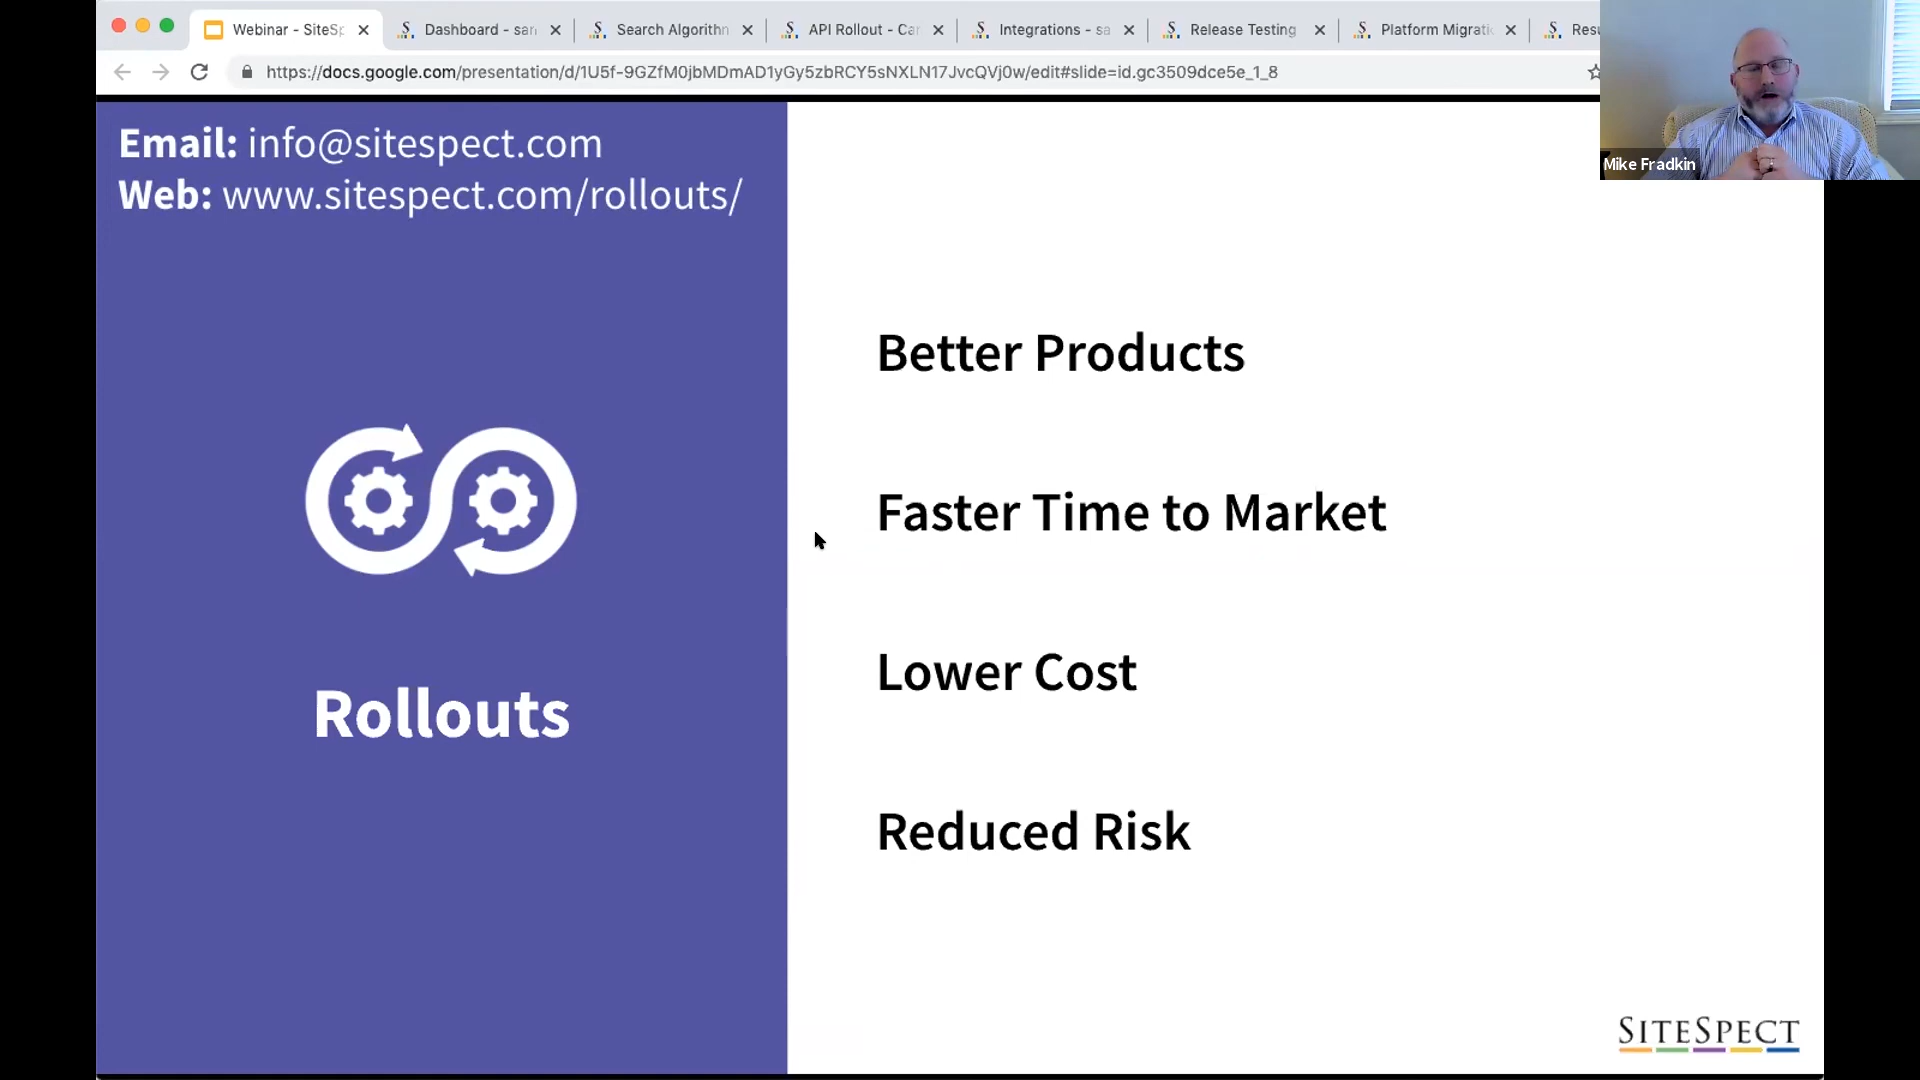 Webinar - SiteSp
Dashboard - san
Search Algorithm
API Rollout - Car
Integrations - sa
Release Testing
Platform Migrati
Resu
https://docs.google.com/presentation/d/1U5f-9GZfM0jbMDmAD1yGy5zbRCY5sNXLN17JvcQVj0w/edit#slide=id.gc3509dce5e_1_8
Mike Fradkin
Email: info@sitespect.com
Web: www.sitespect.com/rollouts/
Rollouts
Better Products
Faster Time to Market
Lower Cost
Reduced Risk
SITESPECT